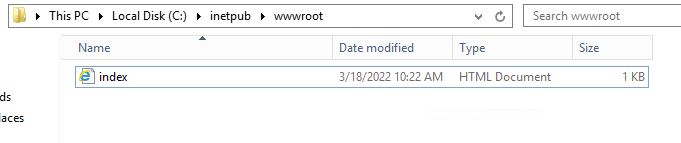 This PC Local Disk (C:) inetpub wwwroot Search wwwroot
Name Date modified Type Size
index 3/18/2022 10:22 AM HTML Document 1 KB
ds
laces